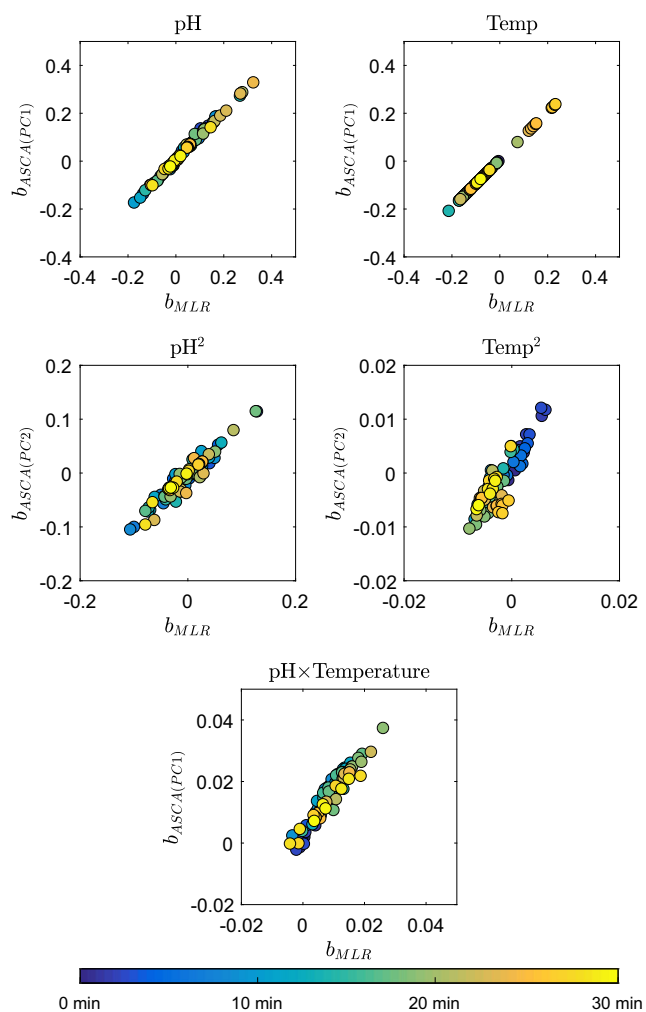 pH
Temp
0.4
0.2
0
-0.2
-0.4
b_ASCA(PC1)
-0.4 -0.2 0 0.2 0.4
b_MLR
0.4
0.2
0
-0.2
-0.4
b_ASCA(PC1)
-0.4 -0.2 0 0.2 0.4
b_MLR
pH²
Temp²
0.2
0.1
0
-0.1
-0.2
b_ASCA(PC2)
-0.2 0 0.2
b_MLR
0.02
0.01
0
-0.01
-0.02
b_ASCA(PC2)
-0.02 0 0.02
b_MLR
pH×Temperature
0.04
0.02
0
-0.02
b_ASCA(PC1)
-0.02 0 0.02 0.04
b_MLR
0 min 10 min 20 min 30 min